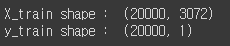 X_train shape :  (20000, 3072)
y_train shape :  (20000, 1)